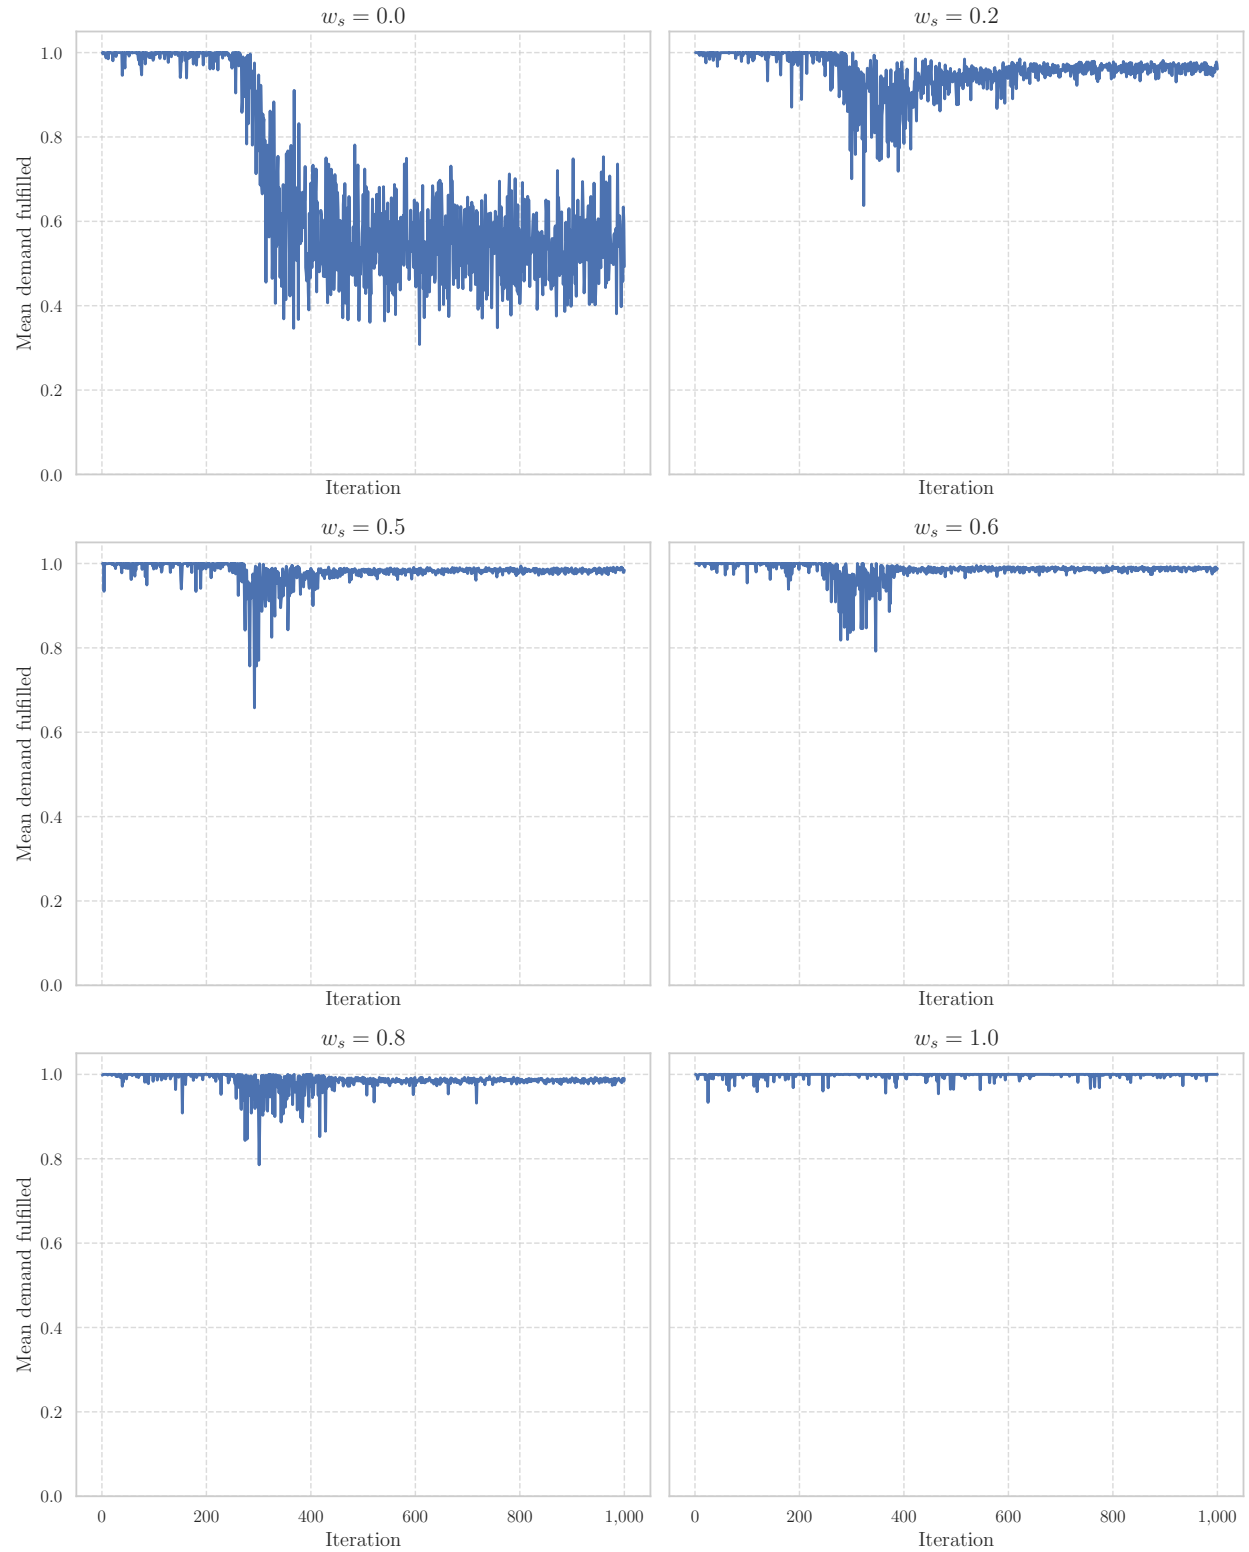 w_s = 0.0
w_s = 0.2
Mean demand fulfilled
1.0
0.8
0.6
0.4
0.2
0.0
Iteration
Iteration
w_s = 0.5
w_s = 0.6
Mean demand fulfilled
1.0
0.8
0.6
0.4
0.2
0.0
Iteration
Iteration
w_s = 0.8
w_s = 1.0
Mean demand fulfilled
1.0
0.8
0.6
0.4
0.2
0.0
0 200 400 600 800 1,000
Iteration
0 200 400 600 800 1,000
Iteration